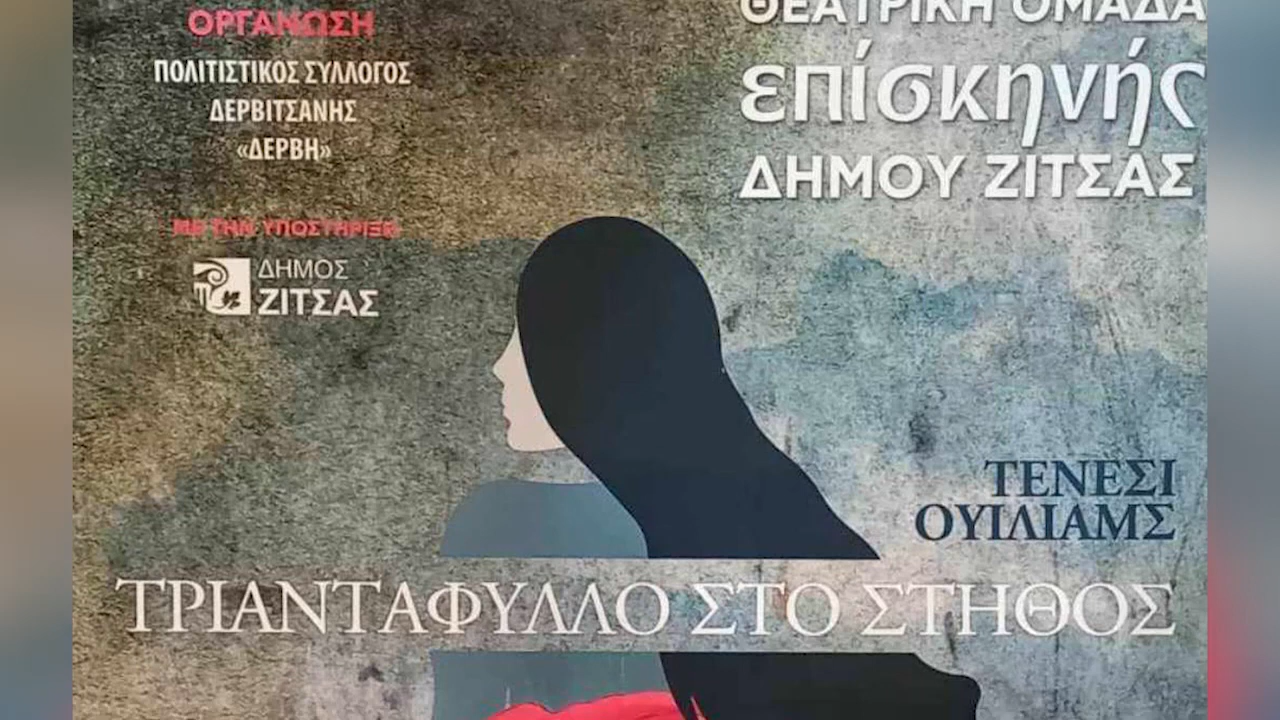 ΟΡΓΑΝΩΣΗ
ΠΟΛΙΤΙΣΤΙΚΟΣ ΣΥΛΛΟΓΟΣ
ΔΕΡΒΙΤΣΑΝΗΣ
«ΔΕΡΒΗ»
ΜΕ ΤΗΝ ΥΠΟΣΤΗΡΙΞΗ
ΔΗΜΟΣ
ΖΙΤΣΑΣ
ΘΕΑΤΡΙΚΗ ΟΜΑΔΑ
επίσκηνής
ΔΗΜΟΥ ΖΙΤΣΑΣ
ΤΕΝΕΣΙ
ΟΥΙΛΙΑΜΣ
ΤΡΙΑΝΤΑΦΥΛΛΟ ΣΤΟ ΣΤΗΘΟΣ